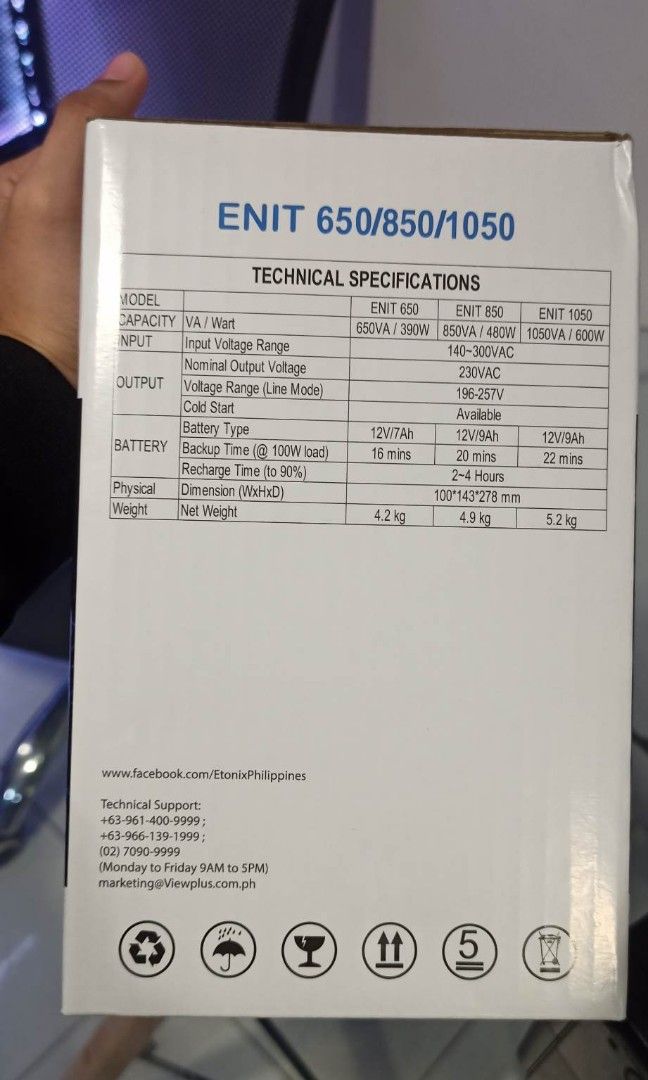 ENIT 650/850/1050
TECHNICAL SPECIFICATIONS
MODEL ENIT 650 ENIT 850 ENIT 1050
CAPACITY VA / Wart 650VA / 390W 850VA / 480W 1050VA / 600W
INPUT Input Voltage Range 140~300VAC
OUTPUT Nominal Output Voltage 230VAC
Voltage Range (Line Mode) 196-257V
Cold Start Available
BATTERY Battery Type 12V/7Ah 12V/9Ah 12V/9Ah
Backup Time (@ 100W load) 16 mins 20 mins 22 mins
Recharge Time (to 90%) 2~4 Hours
Physical Dimension (WxHxD) 100*143*278 mm
Weight Net Weight 4.2 kg 4.9 kg 5.2 kg
www.facebook.com/EtonixPhilippines
Technical Support:
+63-961-400-9999 ;
+63-966-139-1999 ;
(02) 7090-9999
(Monday to Friday 9AM to 5PM)
marketing@Viewplus.com.ph
5